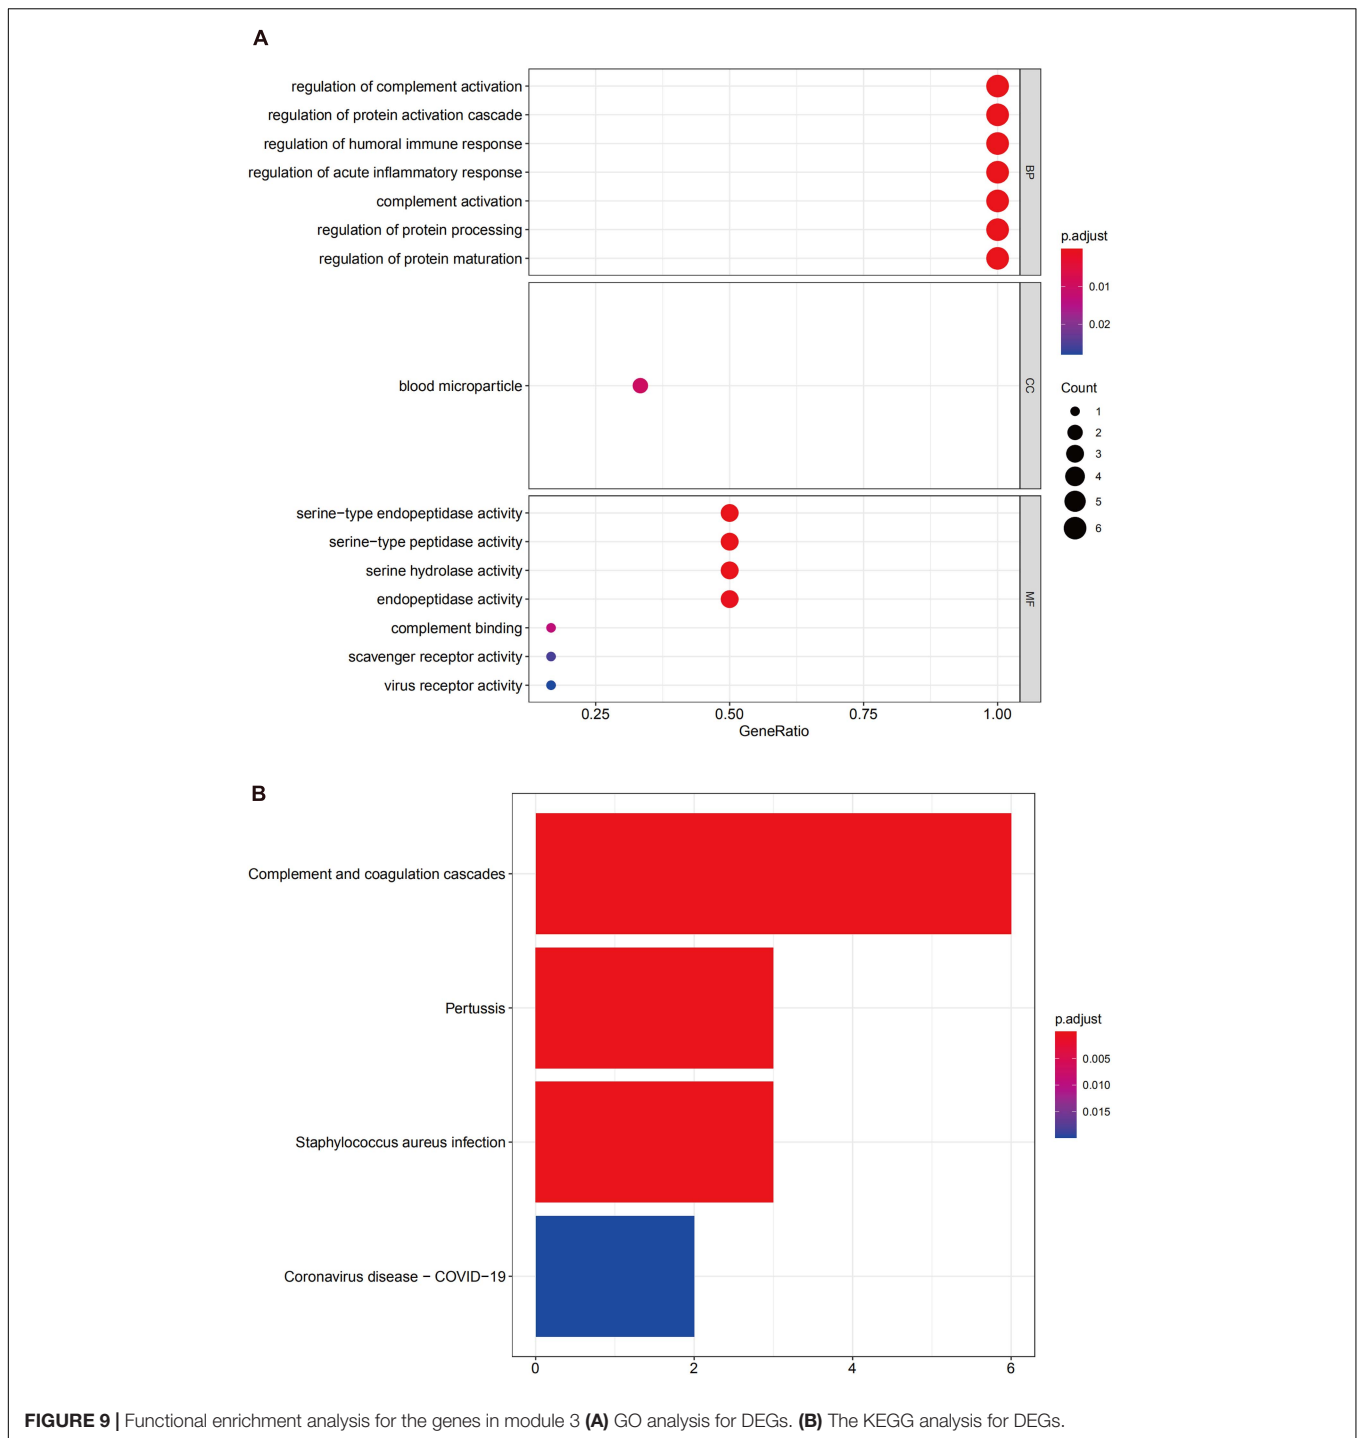 A
regulation of complement activation
regulation of protein activation cascade
regulation of humoral immune response
regulation of acute inflammatory response
complement activation
regulation of protein processing
regulation of protein maturation
BP
blood microparticle
CC
serine−type endopeptidase activity
serine−type peptidase activity
serine hydrolase activity
endopeptidase activity
complement binding
scavenger receptor activity
virus receptor activity
MF
0.25 0.50 0.75 1.00
GeneRatio
p.adjust
0.01
0.02
Count
1
2
3
4
5
6
B
Complement and coagulation cascades
Pertussis
Staphylococcus aureus infection
Coronavirus disease − COVID−19
0 2 4 6
p.adjust
0.005
0.010
0.015
FIGURE 9 | Functional enrichment analysis for the genes in module 3 (A) GO analysis for DEGs. (B) The KEGG analysis for DEGs.